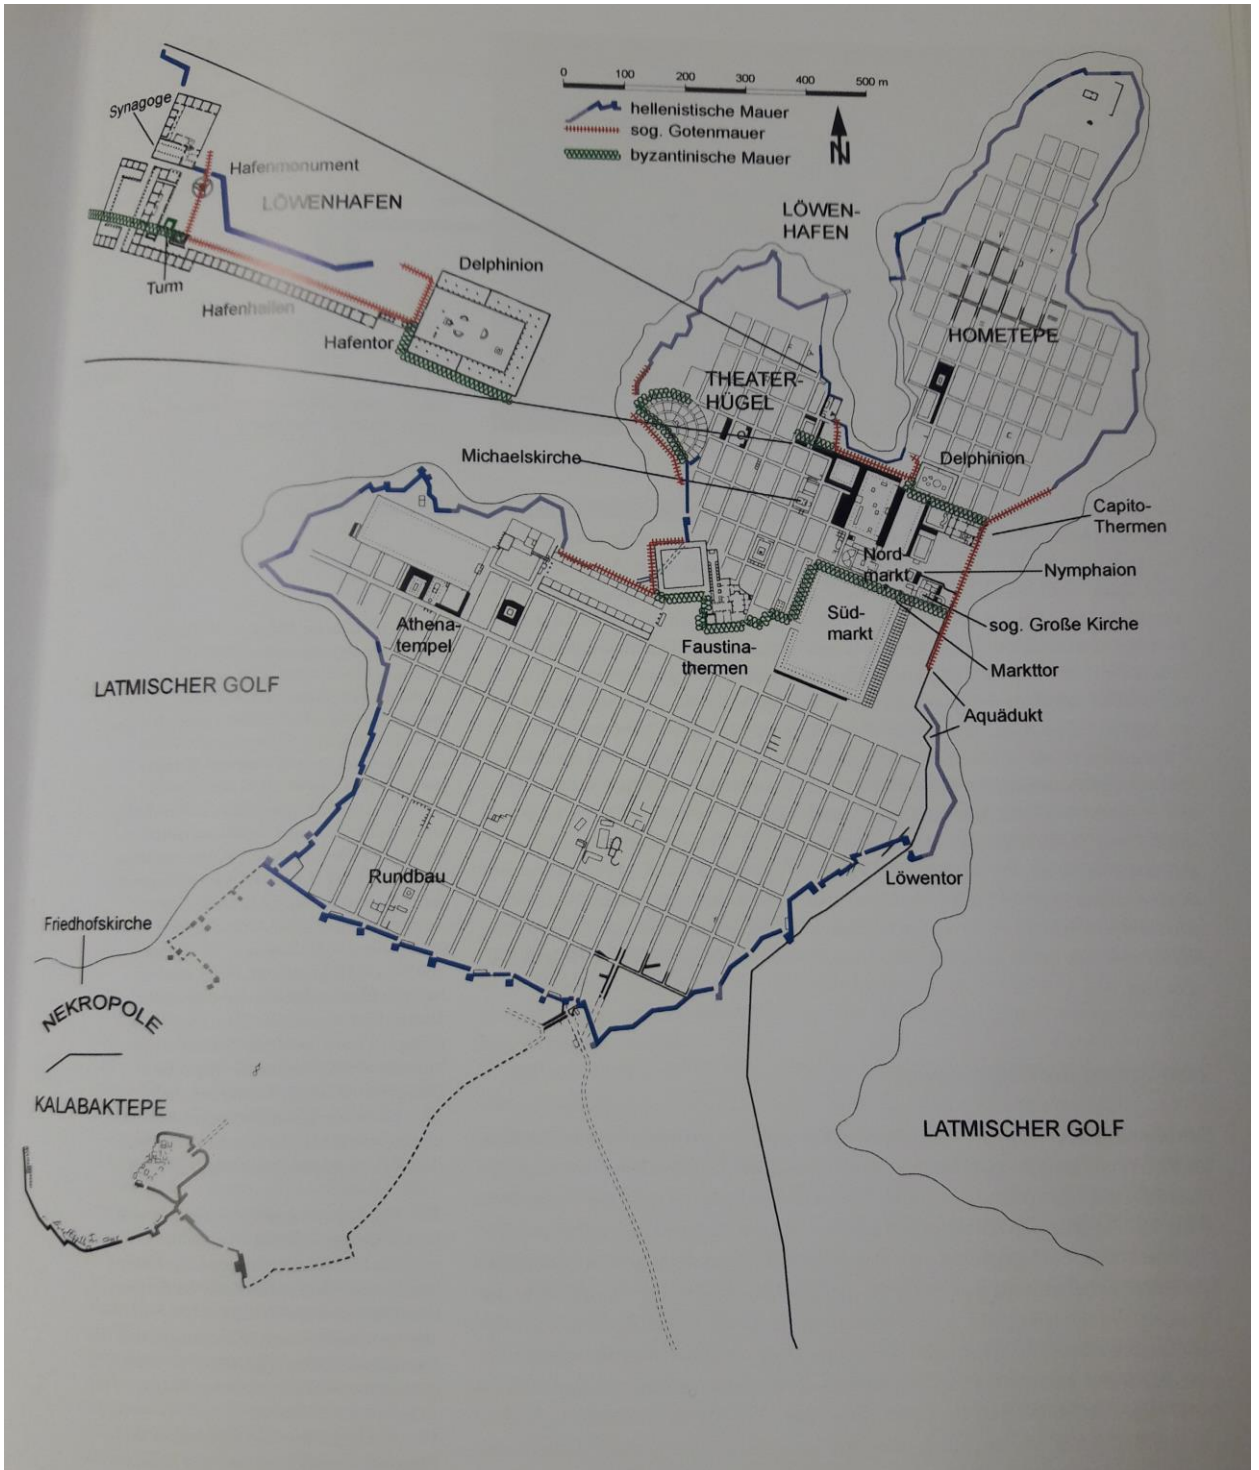 0 100 200 300 400 500 m
hellenistische Mauer
sog. Gotenmauer
byzantinische Mauer
N
Synagoge
Hafenmonument
LÖWENHAFEN
Delphinion
Turm
Hafenhallen
Hafentor
LÖWEN-
HAFEN
HOMETEPE
THEATER-
HÜGEL
Michaelskirche
Delphinion
Capito-
Thermen
Nord
markt
Nymphaion
Süd-
markt
sog. Große Kirche
Athena-
tempel
Faustina-
thermen
Markttor
LATMISCHER GOLF
Aquädukt
Rundbau
Löwentor
Friedhofskirche
NEKROPOLE
KALABAKTEPE
LATMISCHER GOLF